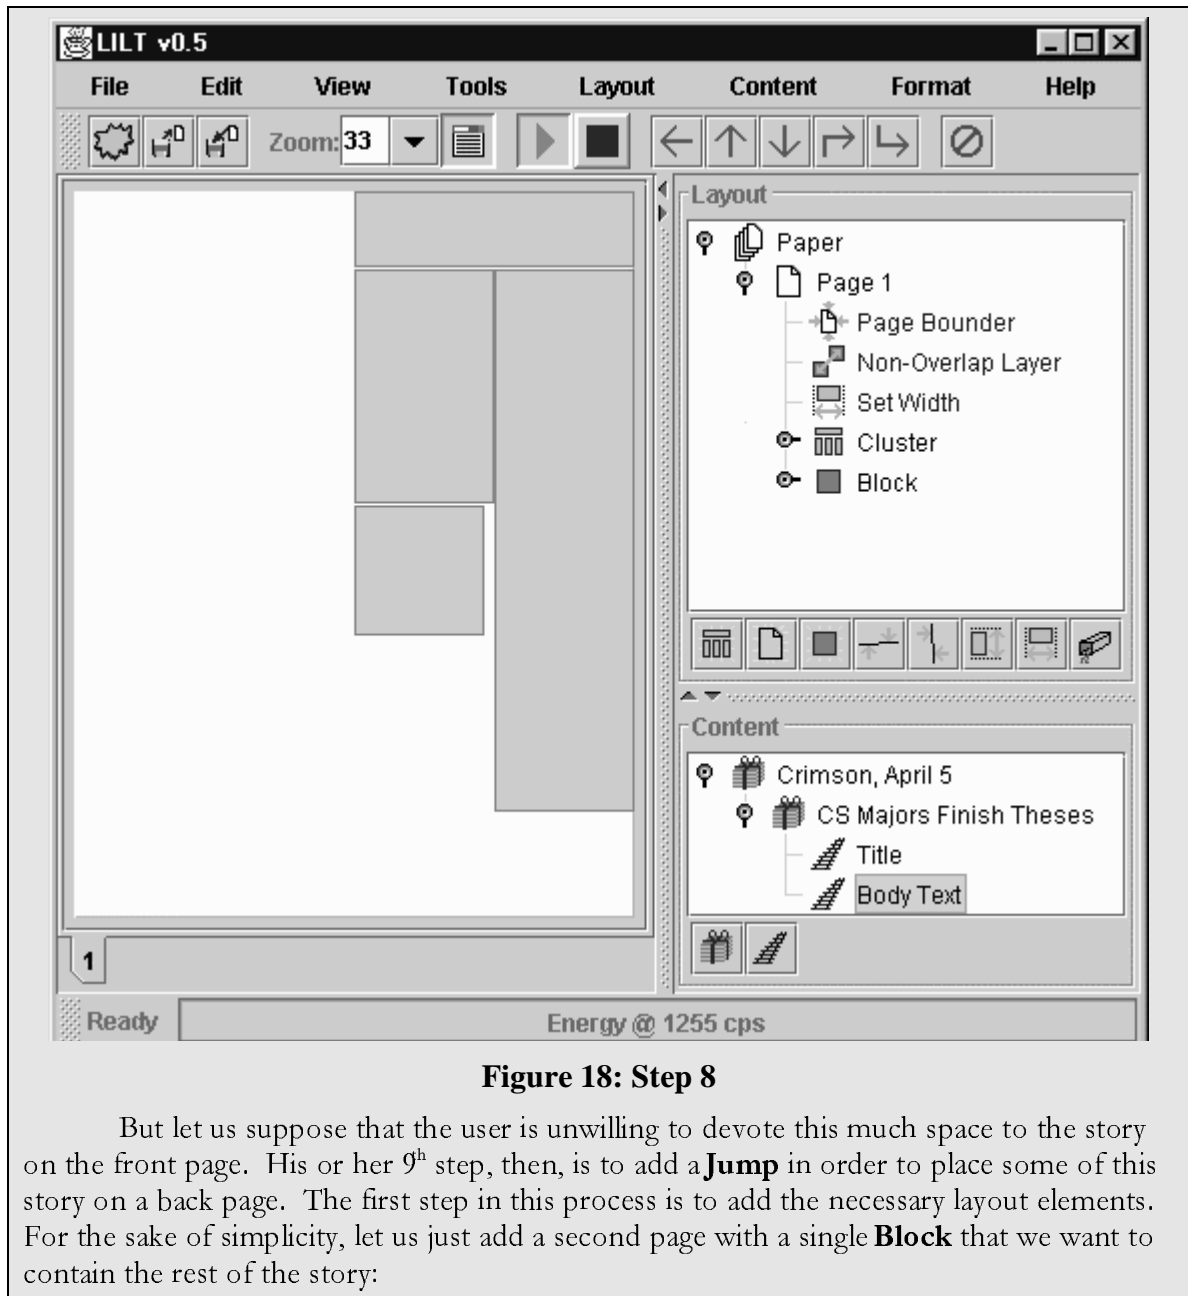 LILT v0.5
File Edit View Tools Layout Content Format Help
Zoom: 33
Layout
Paper
Page 1
Page Bounder
Non-Overlap Layer
Set Width
Cluster
Block
Content
Crimson, April 5
CS Majors Finish Theses
Title
Body Text
1
Ready Energy @ 1255 cps
Figure 18: Step 8
But let us suppose that the user is unwilling to devote this much space to the story
on the front page. His or her 9th step, then, is to add a Jump in order to place some of this
story on a back page. The first step in this process is to add the necessary layout elements.
For the sake of simplicity, let us just add a second page with a single Block that we want to
contain the rest of the story: